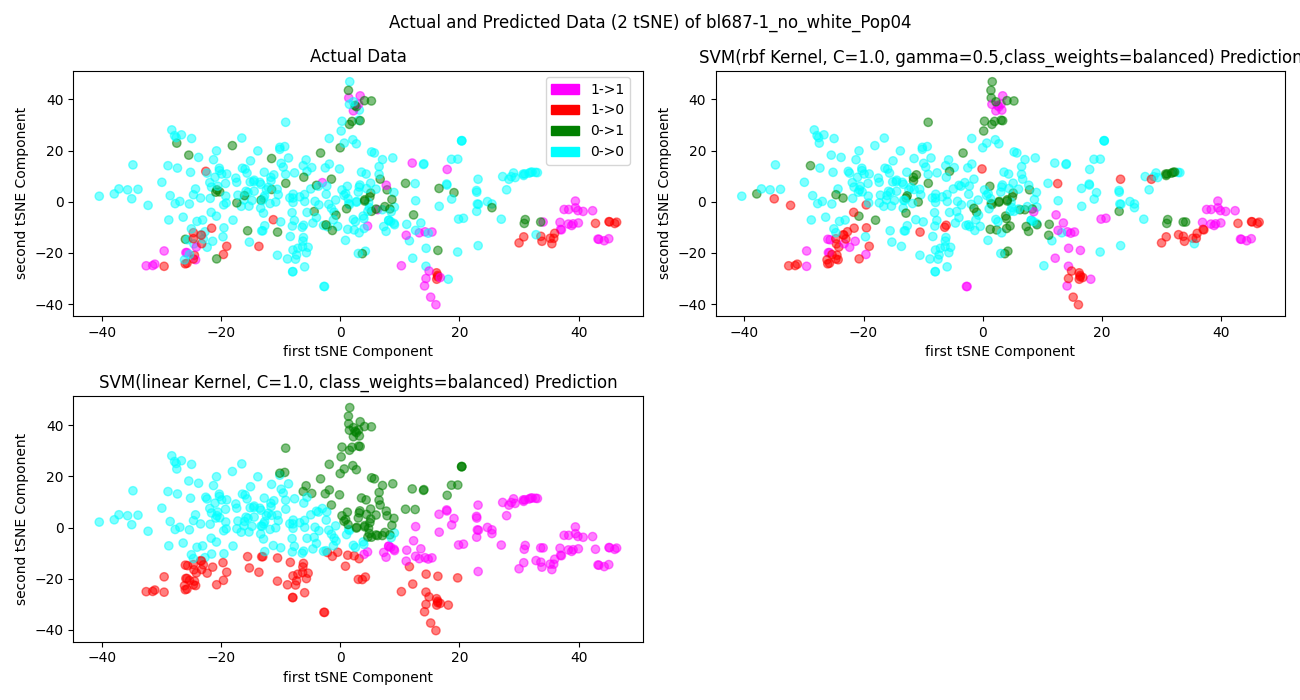 Actual and Predicted Data (2 tSNE) of bl687-1_no_white_Pop04
Actual Data
second tSNE Component
40
20
0
−20
−40
−40 −20 0 20 40
first tSNE Component
1->1
1->0
0->1
0->0
SVM(rbf Kernel, C=1.0, gamma=0.5,class_weights=balanced) Prediction
second tSNE Component
40
20
0
−20
−40
−40 −20 0 20 40
first tSNE Component
SVM(linear Kernel, C=1.0, class_weights=balanced) Prediction
second tSNE Component
40
20
0
−20
−40
−40 −20 0 20 40
first tSNE Component